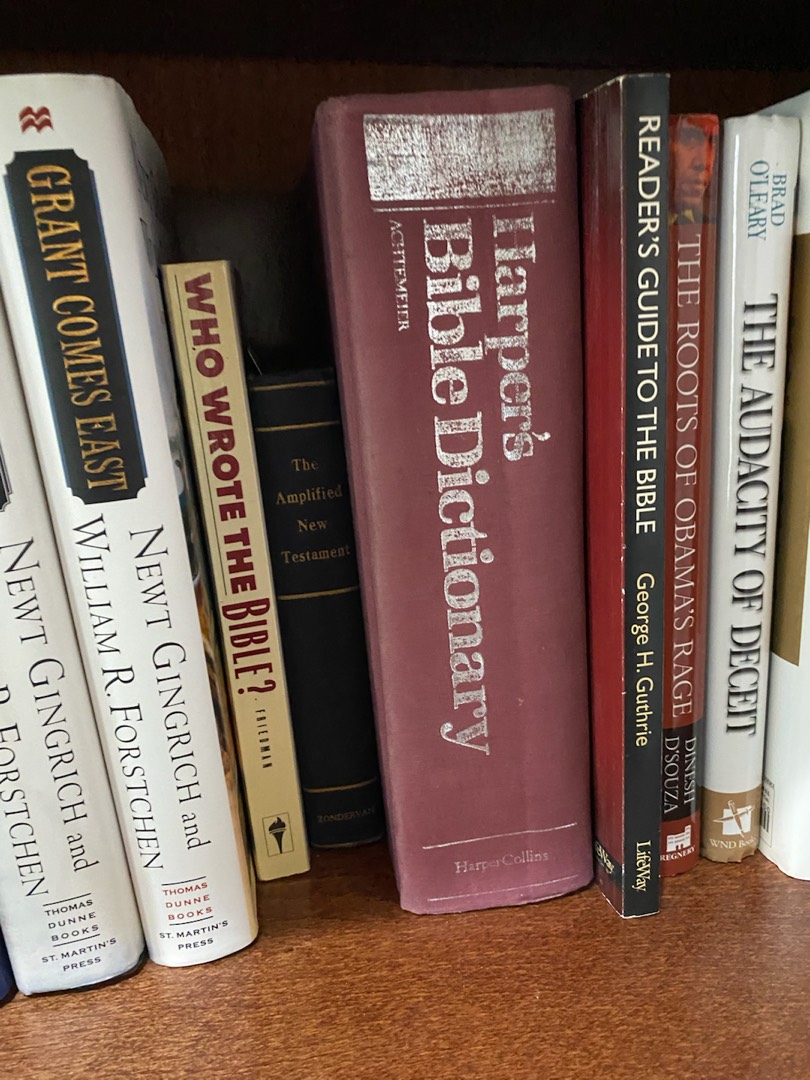 NEWT GINGRICH and
R. FORSTCHEN
THOMAS
DUNNE
BOOKS
ST. MARTIN'S
PRESS
GRANT COMES EAST
NEWT GINGRICH and
WILLIAM R. FORSTCHEN
THOMAS
DUNNE
BOOKS
ST. MARTIN'S
PRESS
WHO WROTE THE BIBLE?
FRIEDMAN
The
Amplified
New
Testament
ZONDERVAN
Harper's
Bible Dictionary
ACHTEMEIER
HarperCollins
READER'S GUIDE TO THE BIBLE
George H. Guthrie
LifeWay
THE ROOTS OF OBAMA'S RAGE
DINESH
D'SOUZA
REGNERY
BRAD
O'LEARY
THE AUDACITY OF DECEIT
WND Books